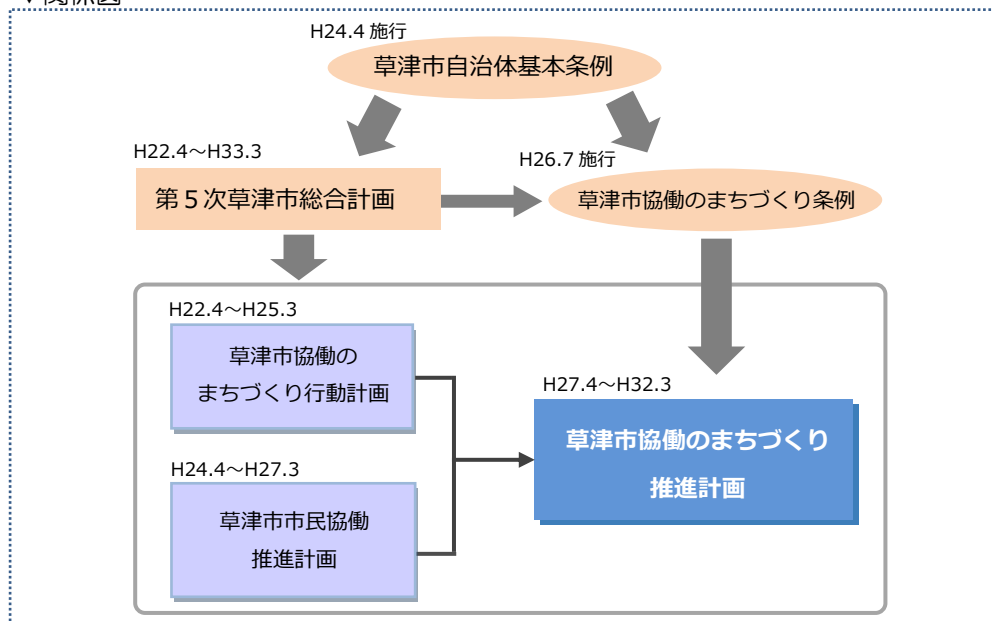 H24.4 施行
草津市自治体基本条例
H22.4～H33.3
第５次草津市総合計画
H26.7 施行
草津市協働のまちづくり条例
H22.4～H25.3
草津市協働の
まちづくり行動計画
H24.4～H27.3
草津市市民協働
推進計画
H27.4～H32.3
草津市協働のまちづくり
推進計画